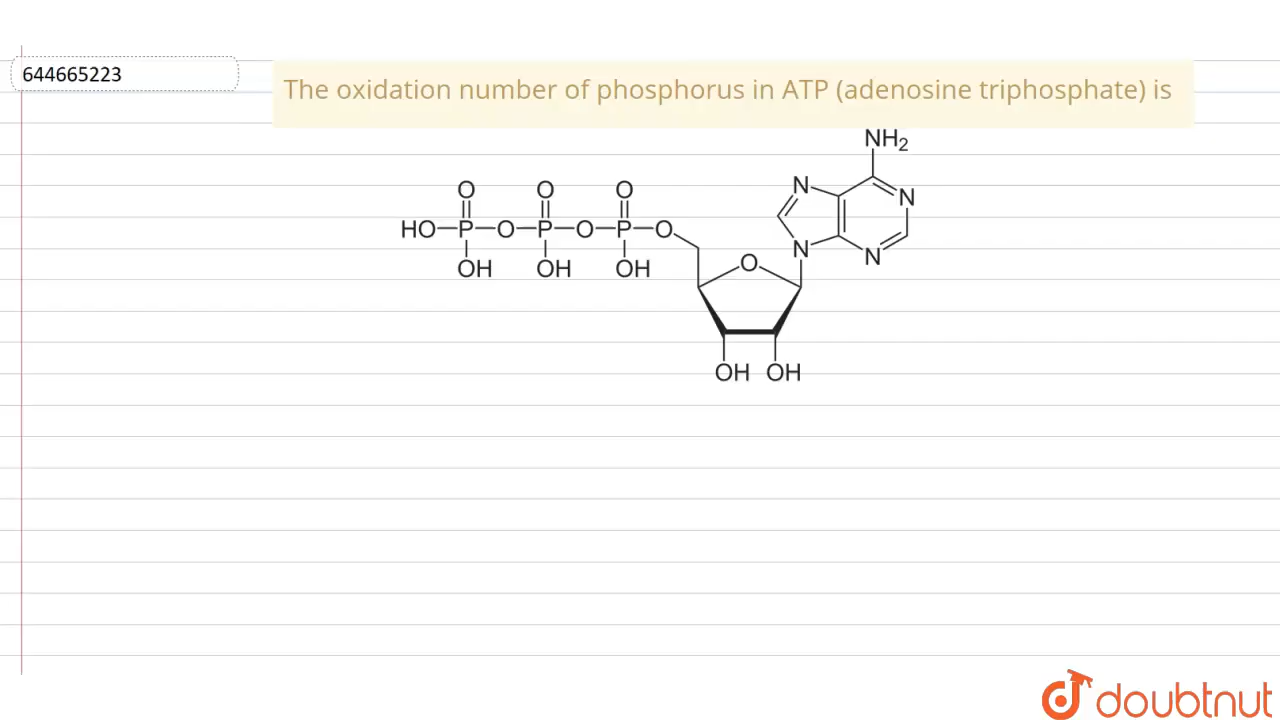 644665223
The oxidation number of phosphorus in ATP (adenosine triphosphate) is
NH2
O O O N N
HO P O P O P O
OH OH OH O N N
OH OH
doubtnut